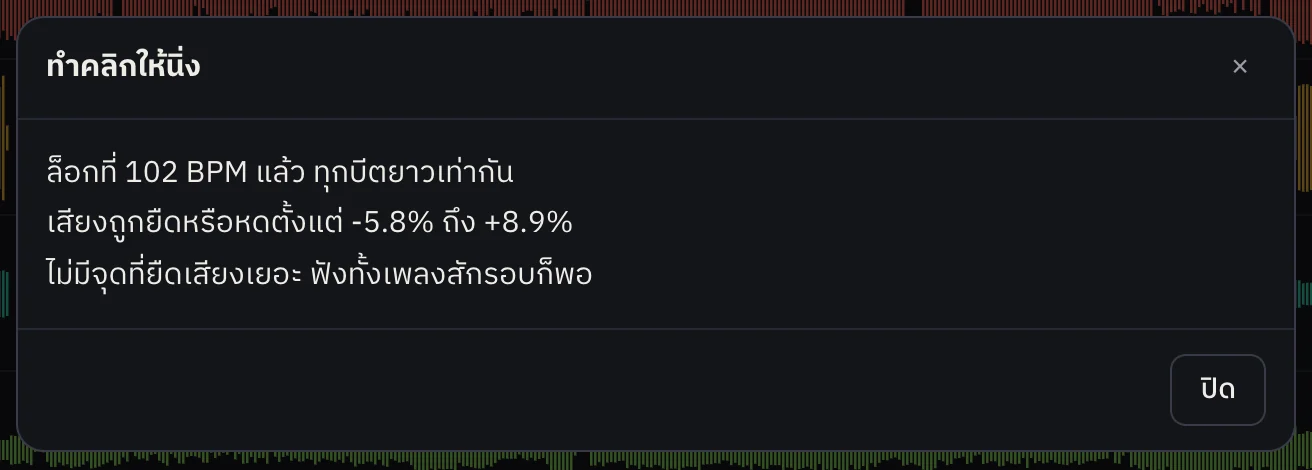 ทำคลิกให้นิ่ง
×
ล็อกที่ 102 BPM แล้ว ทุกบีตยาวเท่ากัน
เสียงถูกยืดหรือหดตั้งแต่ -5.8% ถึง +8.9%
ไม่มีจุดที่ยืดเสียงเยอะ ฟังทั้งเพลงสักรอบก็พอ
ปิด